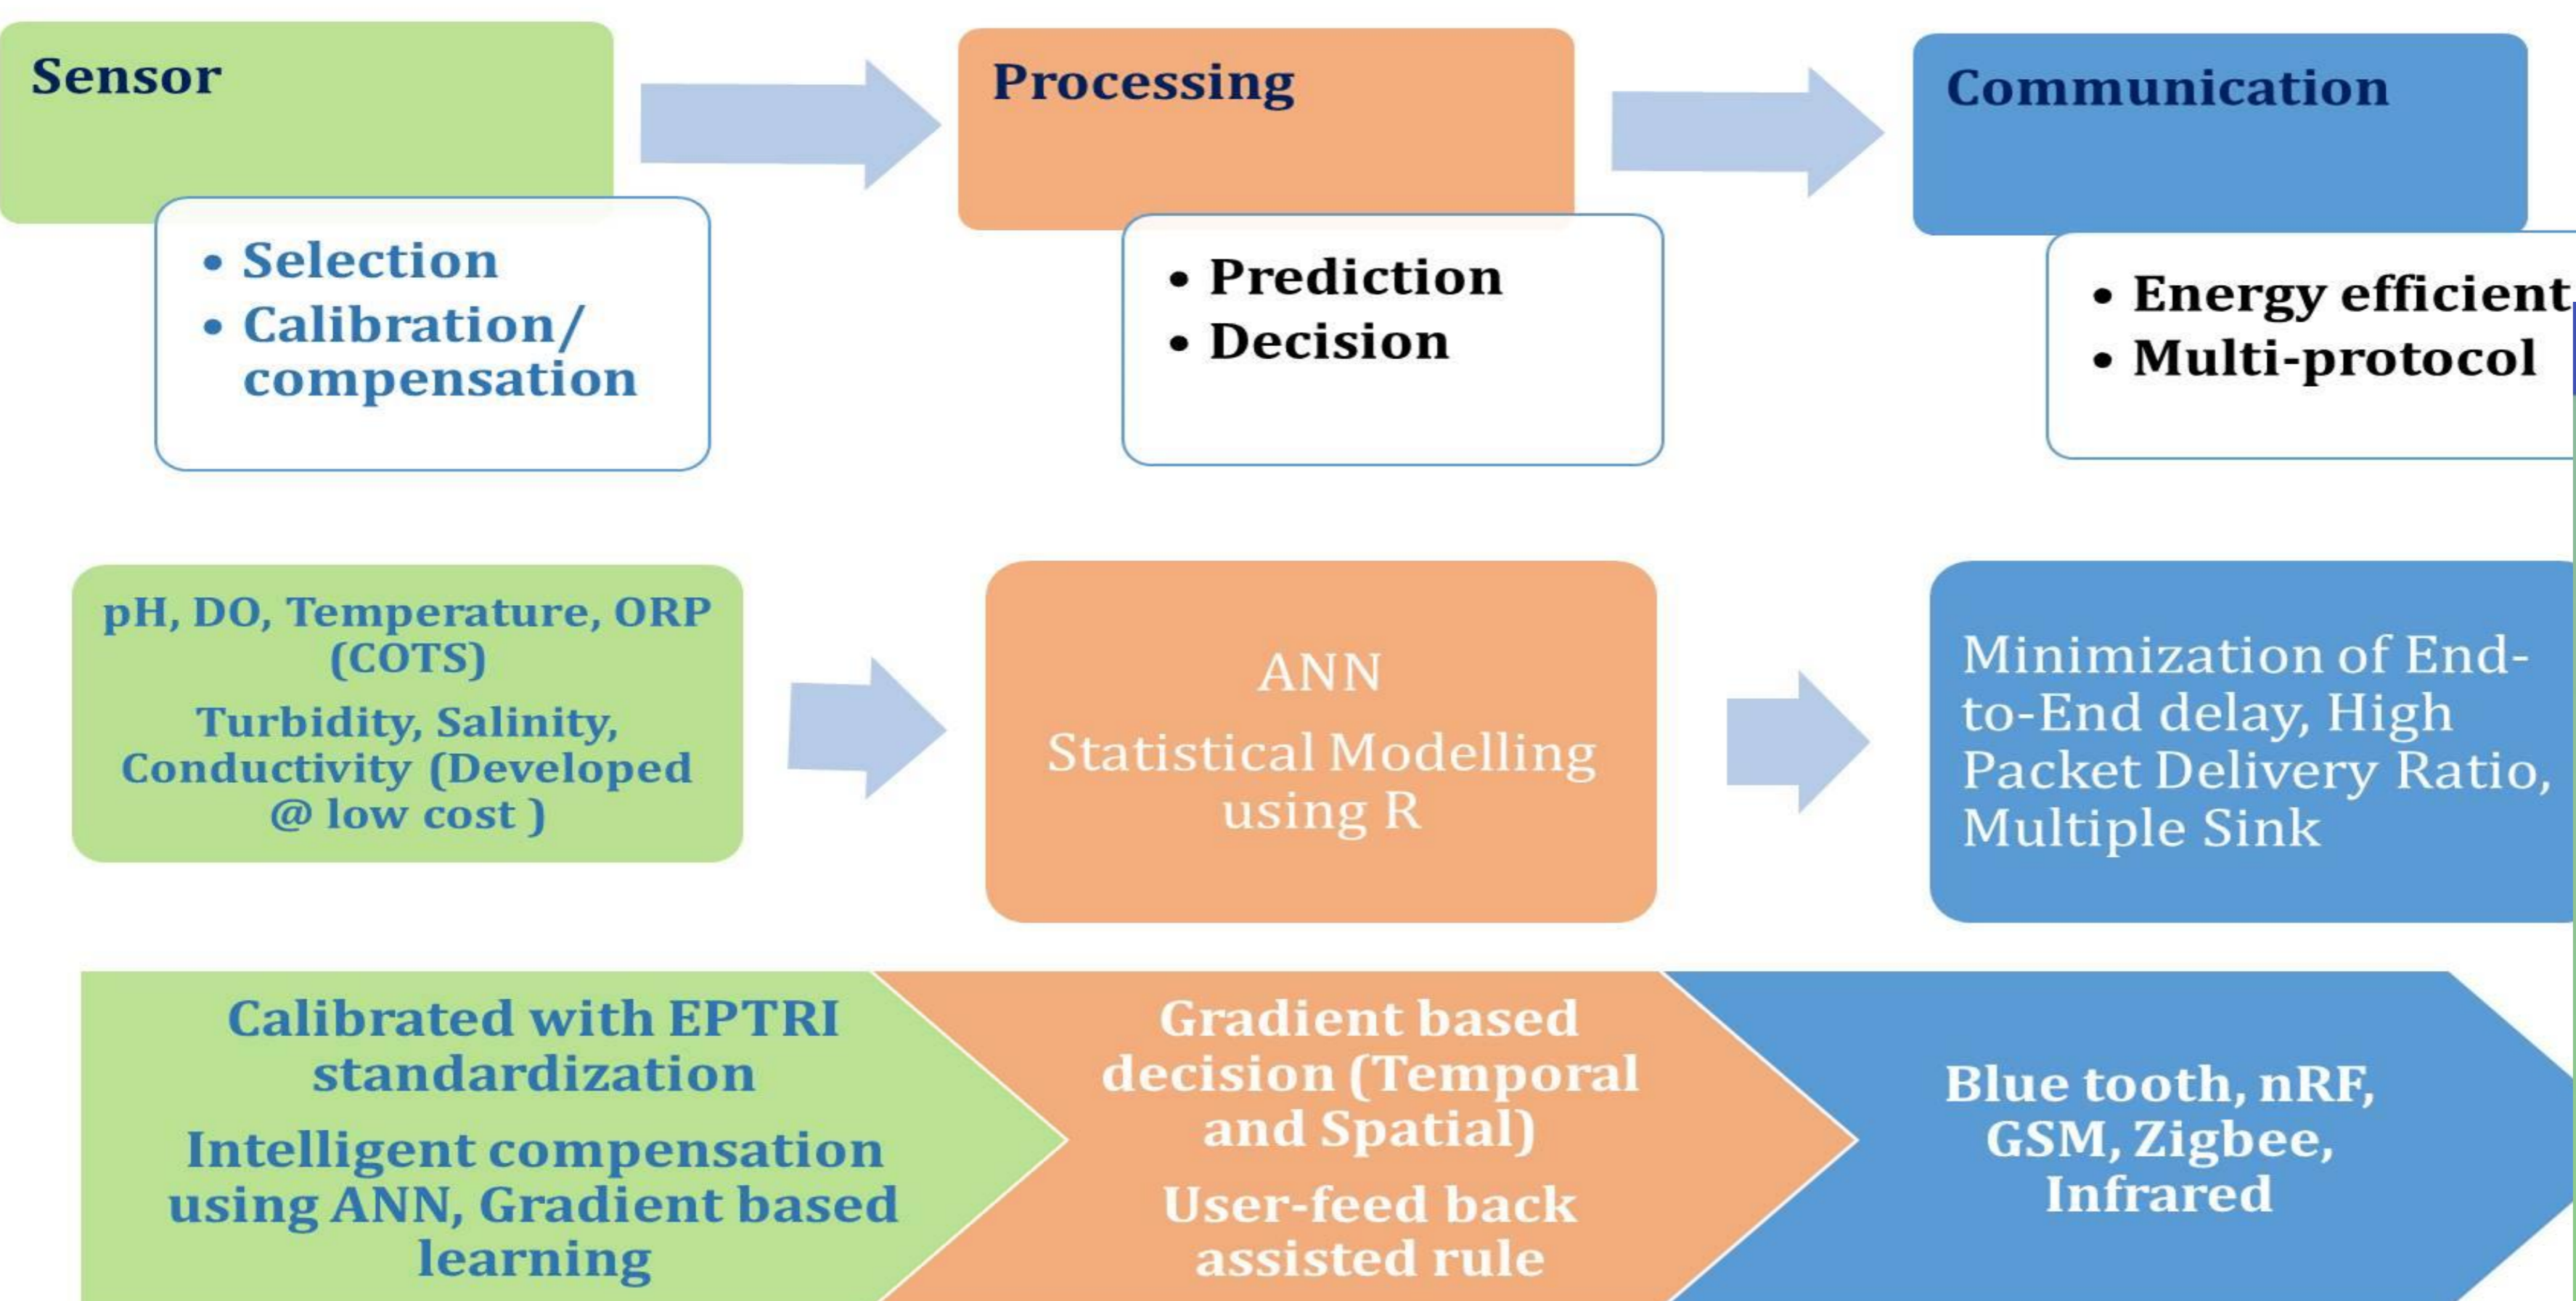 Sensor
Processing
Communication
• Selection
• Calibration/
compensation
• Prediction
• Decision
• Energy efficient
• Multi-protocol
pH, DO, Temperature, ORP
(COTS)
Turbidity, Salinity,
Conductivity (Developed
@ low cost )
ANN
Statistical Modelling
using R
Minimization of End-
to-End delay, High
Packet Delivery Ratio,
Multiple Sink
Calibrated with EPTRI
standardization
Intelligent compensation
using ANN, Gradient based
learning
Gradient based
decision (Temporal
and Spatial)
User-feed back
assisted rule
Blue tooth, nRF,
GSM, Zigbee,
Infrared